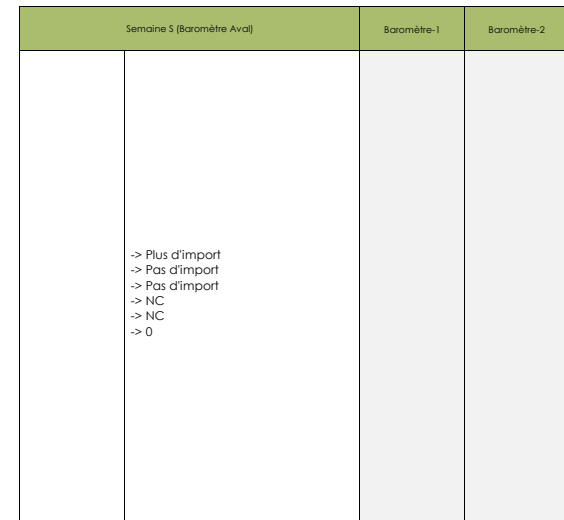 Semaine S (Baromètre Aval)
Baromètre-1
Baromètre-2
-> Plus d'import
-> Pas d'import
-> Pas d'import
-> NC
-> NC
-> 0